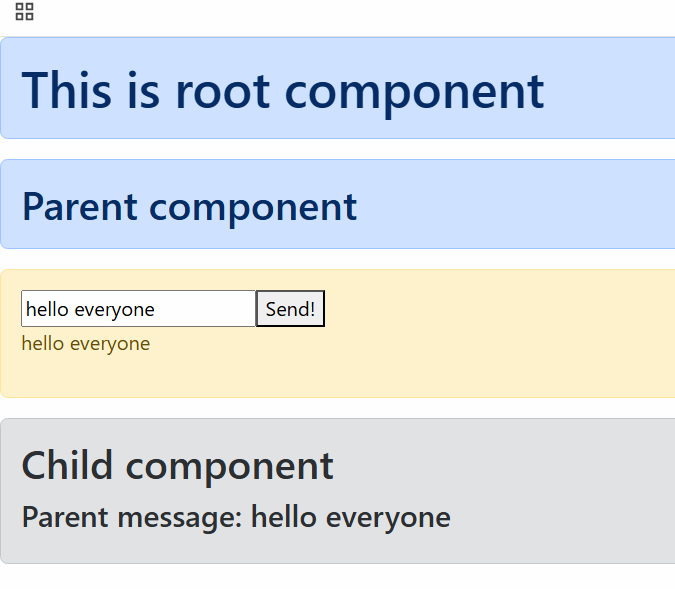 This is root component
Parent component
hello everyone Send!
hello everyone
Child component
Parent message: hello everyone